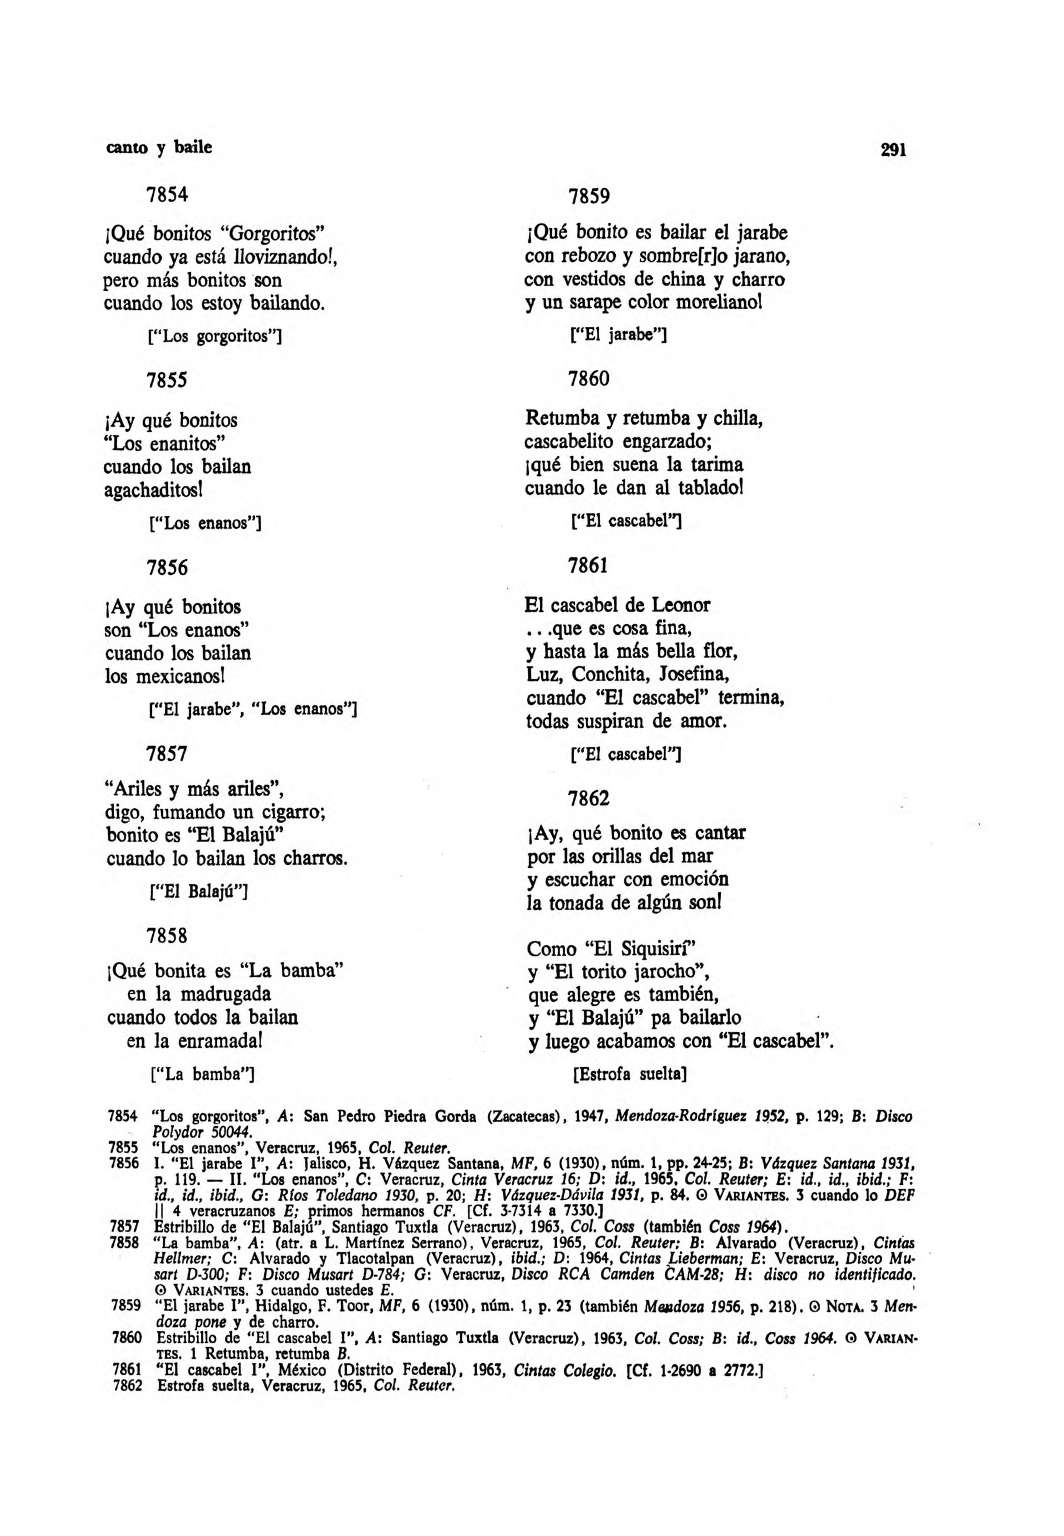 canto y baile
291
7854
¡Qué bonitos “Gorgoritos”
cuando ya está lloviznando!,
pero más bonitos son
cuando los estoy bailando.
[“Los gorgoritos”]
7855
¡Ay qué bonitos
“Los enanitos”
cuando los bailan
agachaditos!
[“Los enanos”]
7856
¡Ay qué bonitos
son “Los enanos”
cuando los bailan
los mexicanos!
[“El jarabe”, “Los enanos”]
7857
“Ariles y más ariles”,
digo, fumando un cigarro;
bonito es “El Balajú”
cuando lo bailan los charros.
[“El Balajú”]
7858
¡Qué bonita es “La bamba”
en la madrugada
cuando todos la bailan
en la enramada!
[“La bamba”]
7859
¡Qué bonito es bailar el jarabe
con rebozo y sombre[r]o jarano,
con vestidos de china y charro
y un sarape color moreliano!
[“El jarabe”]
7860
Retumba y retumba y chilla,
cascabelito engarzado;
¡qué bien suena la tarima
cuando le dan al tablado!
[“El cascabel”]
7861
El cascabel de Leonor
...que es cosa fina,
y hasta la más bella flor,
Luz, Conchita, Josefina,
cuando “El cascabel” termina,
todas suspiran de amor.
[“El cascabel”]
7862
¡Ay, qué bonito es cantar
por las orillas del mar
y escuchar con emoción
la tonada de algún son!
Como “El Siquisirí”
y “El torito jarocho”,
que alegre es también,
y “El Balajú” pa bailarlo
y luego acabamos con “El cascabel”.
[Estrofa suelta]
7854 “Los gorgoritos”, A: San Pedro Piedra Gorda (Zacatecas), 1947, Mendoza-Rodríguez 1952, p. 129; B: Disco
Polydor 50044.
7855 “Los enanos”, Veracruz, 1965, Col. Reuter.
7856 I. “El jarabe I”, A: Jalisco, H. Vázquez Santana, MF, 6 (1930), núm. 1, pp. 24-25; B: Vázquez Santana 1931,
p. 119. — II. “Los enanos”, C: Veracruz, Cinta Veracruz 16; D: id., 1965, Col. Reuter; E: id., id., ibid.; F:
id., id., ibid., G: Ríos Toledano 1930, p. 20; H: Vázquez-Dávila 1931, p. 84. ⊙ VARIANTES. 3 cuando lo DEF
|| 4 veracruzanos E; primos hermanos CF. [Cf. 3-7314 a 7330.]
7857 Estribillo de “El Balajú”, Santiago Tuxtla (Veracruz), 1963, Col. Coss (también Coss 1964).
7858 “La bamba”, A: (atr. a L. Martínez Serrano), Veracruz, 1965, Col. Reuter; B: Alvarado (Veracruz), Cintas
Hellmer; C: Alvarado y Tlacotalpan (Veracruz), ibid.; D: 1964, Cintas Lieberman; E: Veracruz, Disco Mu-
sart D-300; F: Disco Musart D-784; G: Veracruz, Disco RCA Camden CAM-28; H: disco no identificado.
⊙ VARIANTES. 3 cuando ustedes E.
7859 “El jarabe I”, Hidalgo, F. Toor, MF, 6 (1930), núm. 1, p. 23 (también Mendoza 1956, p. 218). ⊙ NOTA. 3 Men-
doza pone y de charro.
7860 Estribillo de “El cascabel I”, A: Santiago Tuxtla (Veracruz), 1963, Col. Coss; B: id., Coss 1964. ⊙ VARIAN-
TES. 1 Retumba, retumba B.
7861 “El cascabel I”, México (Distrito Federal), 1963, Cintas Colegio. [Cf. 1-2690 a 2772.]
7862 Estrofa suelta, Veracruz, 1965, Col. Reuter.